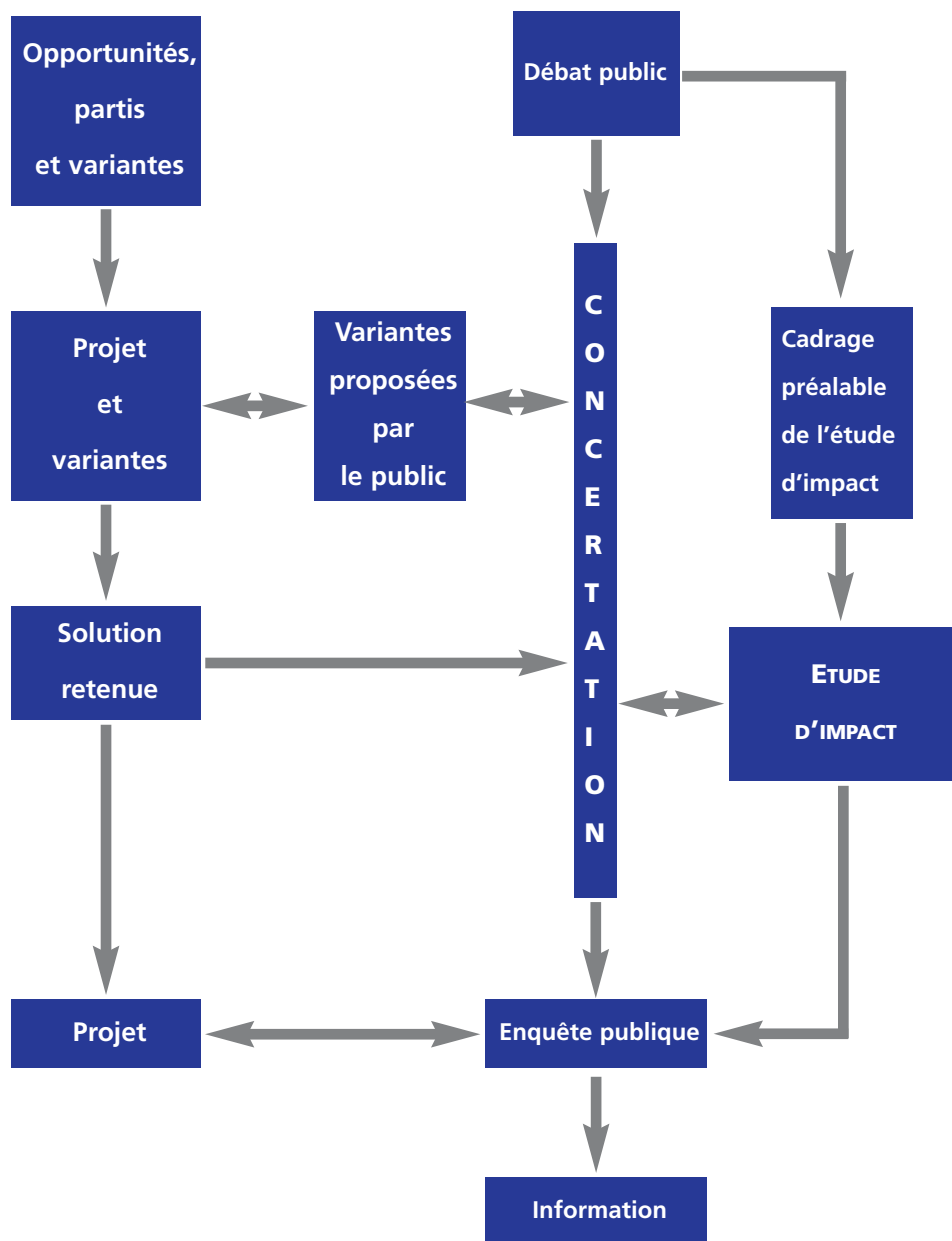 Opportunités,
partis
et variantes
Débat public
Projet
et
variantes
Variantes
proposées
par
le public
CONCERTATION
Cadrage
préalable
de l’étude
d’impact
Solution
retenue
ETUDE
D’IMPACT
Projet
Enquête publique
Information